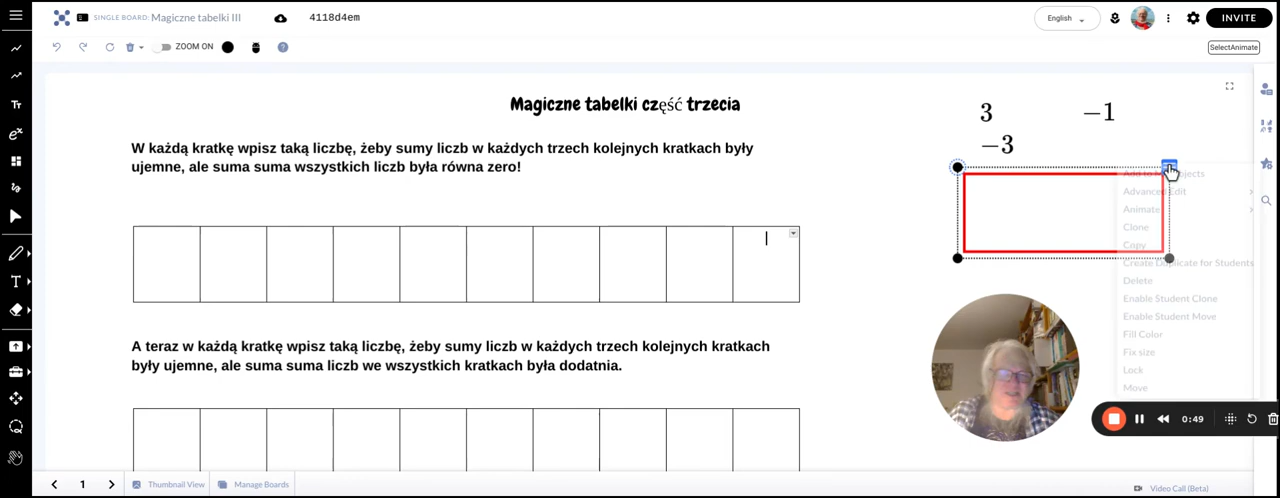 SINGLE BOARD: Magiczne tabelki III
4118d4em
English
INVITE
ZOOM ON
SelectAnimate
Magiczne tabelki część trzecia
W każdą kratkę wpisz taką liczbę, żeby sumy liczb w każdych trzech kolejnych kratkach były
ujemne, ale suma suma wszystkich liczb była równa zero!
3 −1
−3
Advanced Edit
Animate
Clone
Copy
Create Duplicate for Students
Delete
Enable Student Clone
Enable Student Move
Fill Color
Fix size
Lock
Move
A teraz w każdą kratkę wpisz taką liczbę, żeby sumy liczb w każdych trzech kolejnych kratkach
były ujemne, ale suma suma liczb we wszystkich kratkach była dodatnia.
0:49
1
Thumbnail View
Manage Boards
Video Call (Beta)